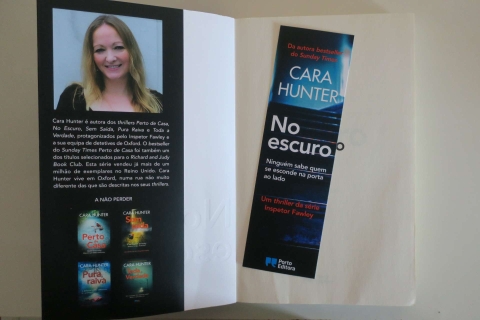 Cara Hunter é autora dos thrillers Perto de Casa,
No Escuro, Sem Saída, Pura Raiva e Toda a
Verdade, protagonizados pelo Inspetor Fawley e
a sua equipa de detetives de Oxford. O bestseller
do Sunday Times Perto de Casa foi também um
dos títulos selecionados para o Richard and Judy
Book Club. Esta série vendeu já mais de um
milhão de exemplares no Reino Unido. Cara
Hunter vive em Oxford, numa rua não muito
diferente das que são descritas nos seus thrillers.
A NÃO PERDER
CARA HUNTER
Perto
CARA HUNTER
Sem
CARA HUNTER
Pura
raiva
CARA HUNTER
Da autora bestseller
do Sunday Times
CARA
HUNTER
No
escuro
Ninguém sabe quem
se esconde na porta
ao lado
Um thriller da série
Inspetor Fawley
Porto
Editora